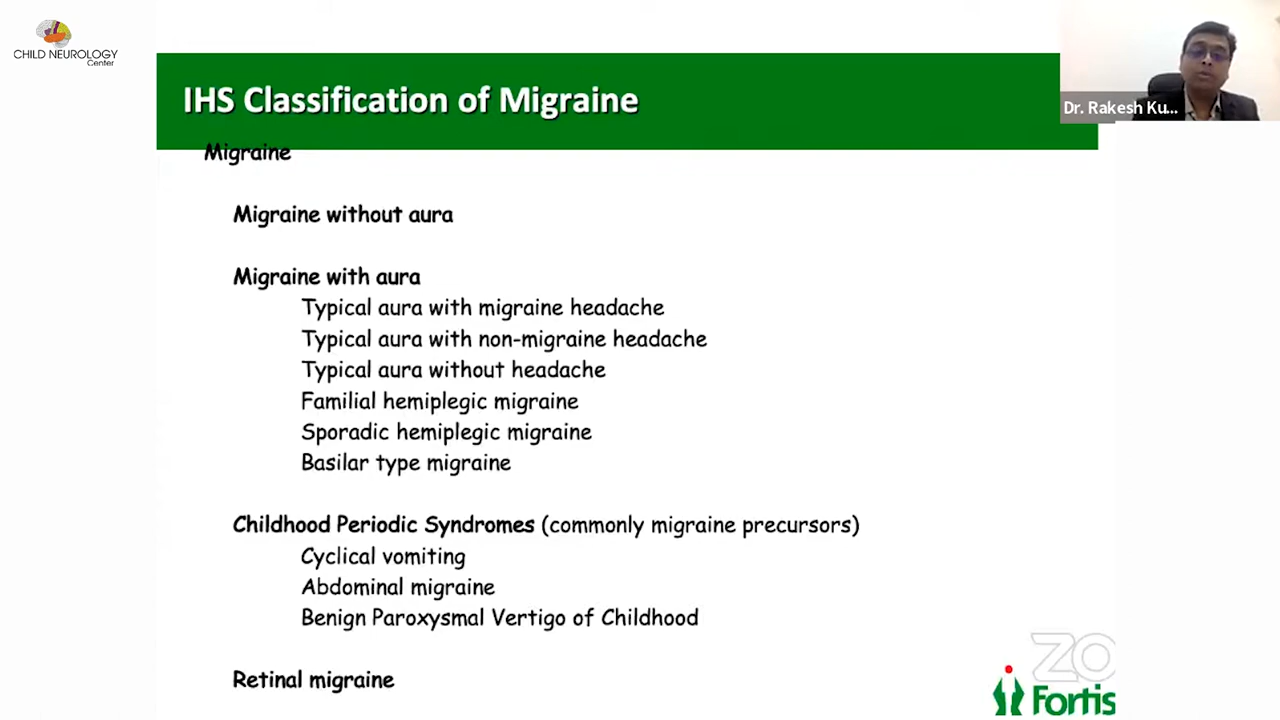 CHILD NEUROLOGY
Center
IHS Classification of Migraine
Dr. Rakesh Ku...
Migraine
Migraine without aura
Migraine with aura
Typical aura with migraine headache
Typical aura with non-migraine headache
Typical aura without headache
Familial hemiplegic migraine
Sporadic hemiplegic migraine
Basilar type migraine
Childhood Periodic Syndromes (commonly migraine precursors)
Cyclical vomiting
Abdominal migraine
Benign Paroxysmal Vertigo of Childhood
Retinal migraine
ZO
Fortis